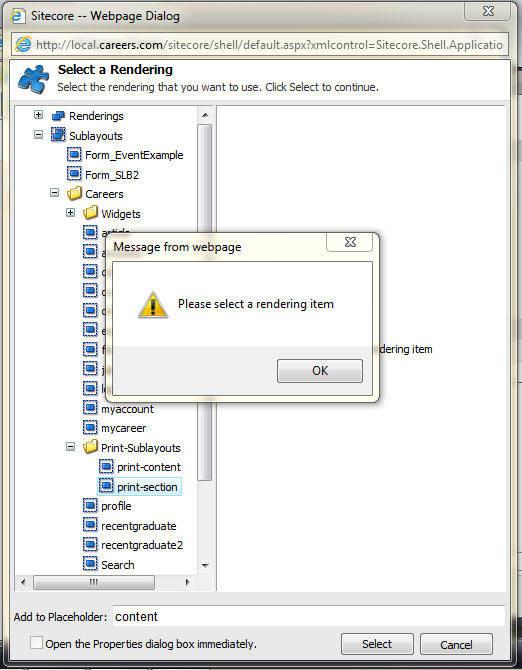 Sitecore -- Webpage Dialog
http://local.careers.com/sitecore/shell/default.aspx?xmlcontrol=Sitecore.Shell.Applicatio
Select a Rendering
Select the rendering that you want to use. Click Select to continue.
Renderings
Sublayouts
Form_EventExample
Form_SLB2
Careers
Widgets
Message from webpage
Please select a rendering item
dering item
OK
myaccount
mycareer
Print-Sublayouts
print-content
print-section
profile
recentgraduate
recentgraduate2
Search
Add to Placeholder: content
Open the Properties dialog box immediately.
Select
Cancel